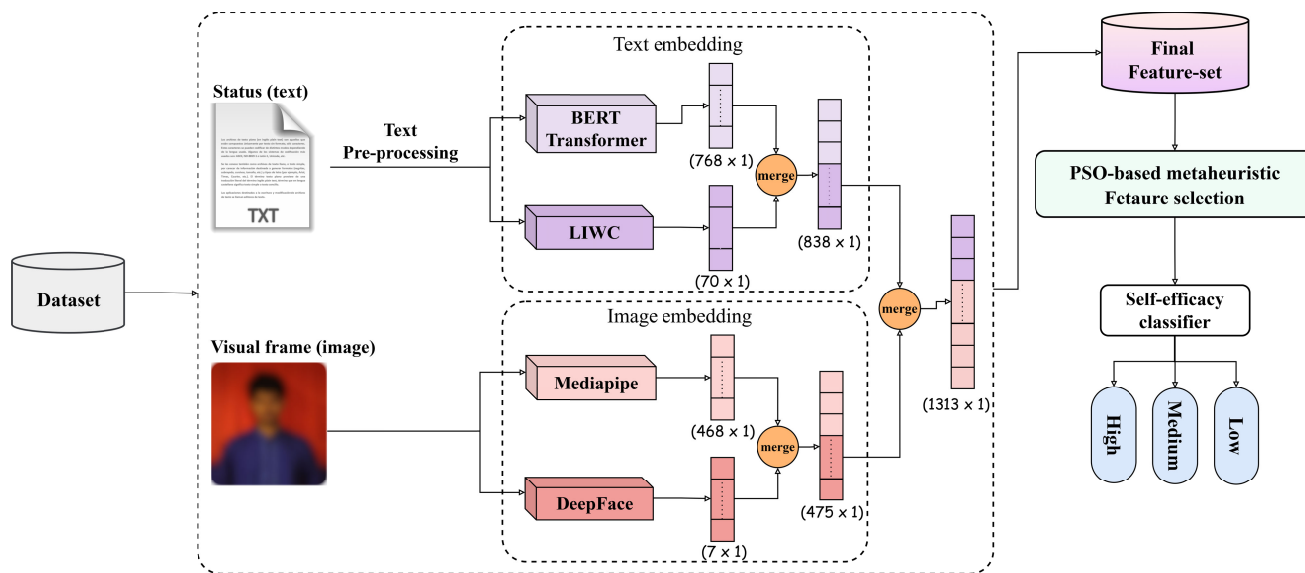 Dataset
Status (text)
TXT
Visual frame (image)
Text
Pre-processing
Text embedding
BERT
Transformer
(768 x 1)
LIWC
(70 x 1)
merge
(838 x 1)
Image embedding
Mediapipe
(468 x 1)
DeepFace
(7 x 1)
merge
(475 x 1)
merge
(1313 x 1)
Final
Feature-set
PSO-based metaheuristic
Fctaurc sclcction
Self-efficacy
classifier
High
Medium
Low